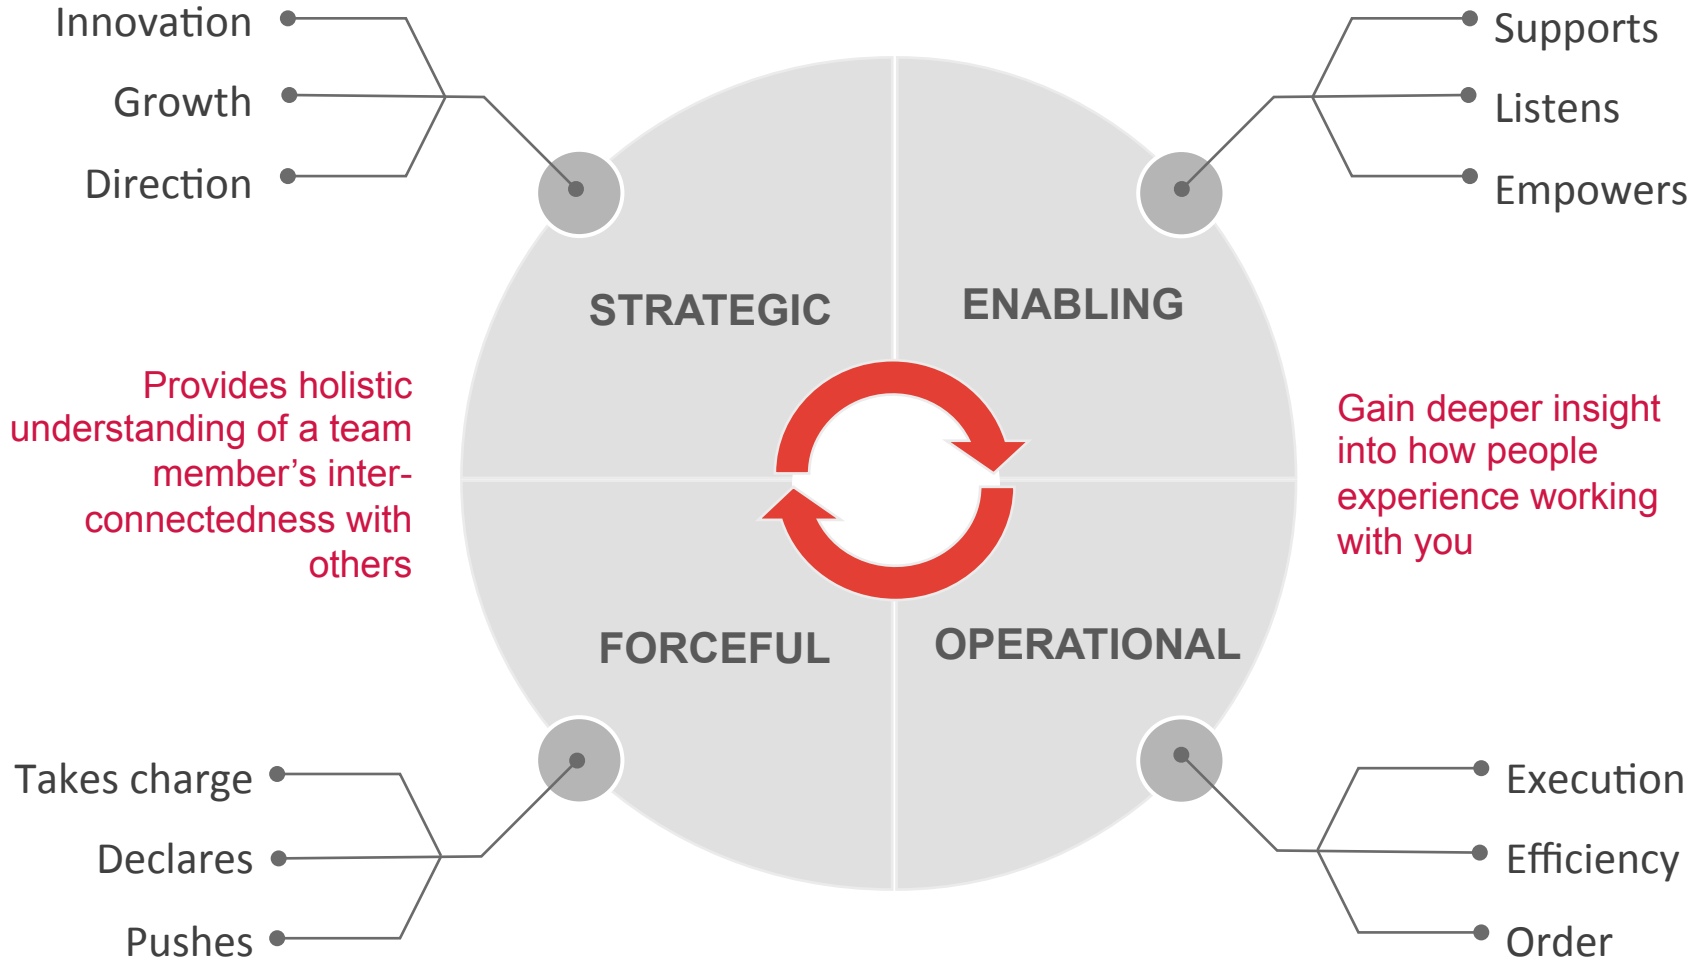 Innovation
Growth
Direction
Supports
Listens
Empowers
STRATEGIC
ENABLING
Provides holistic
understanding of a team
member’s inter-
connectedness with
others
Gain deeper insight
into how people
experience working
with you
FORCEFUL
OPERATIONAL
Takes charge
Declares
Pushes
Execution
Efficiency
Order